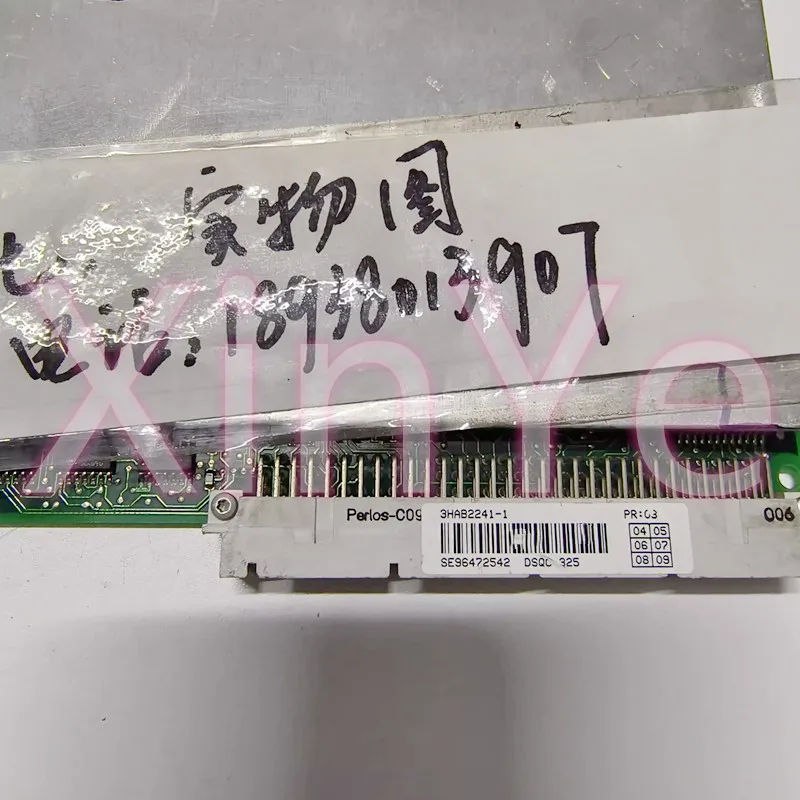 实物图
电话:18938013907
XinYe
Perlos-C09
3HAB2241-1
PR:03
04 05
06 07
08 09
SE96472542 DSQC 325
006